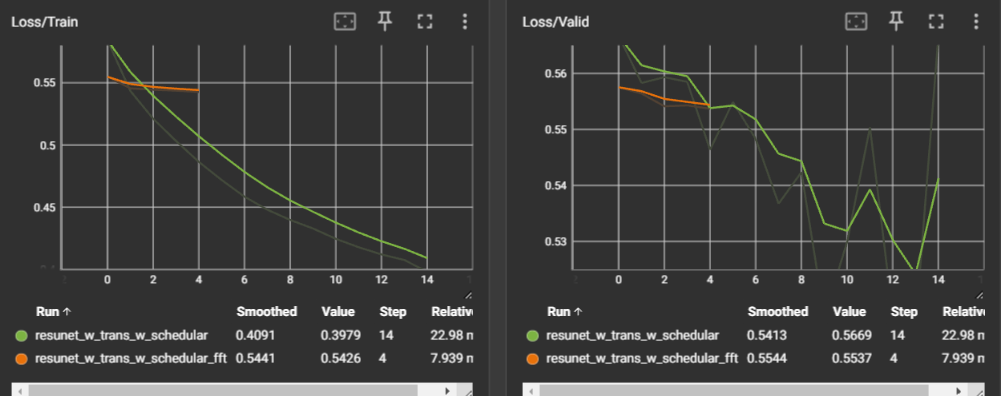 Loss/Train
0.55
0.5
0.45
0 2 4 6 8 10 12 14
Run ↑ Smoothed Value Step Relativ
resunet_w_trans_w_schedular 0.4091 0.3979 14 22.98 m
resunet_w_trans_w_schedular_fft 0.5441 0.5426 4 7.939 m
Loss/Valid
0.56
0.55
0.54
0.53
0 2 4 6 8 10 12 14
Run ↑ Smoothed Value Step Relativ
resunet_w_trans_w_schedular 0.5413 0.5669 14 22.98 m
resunet_w_trans_w_schedular_fft 0.5544 0.5537 4 7.939 m